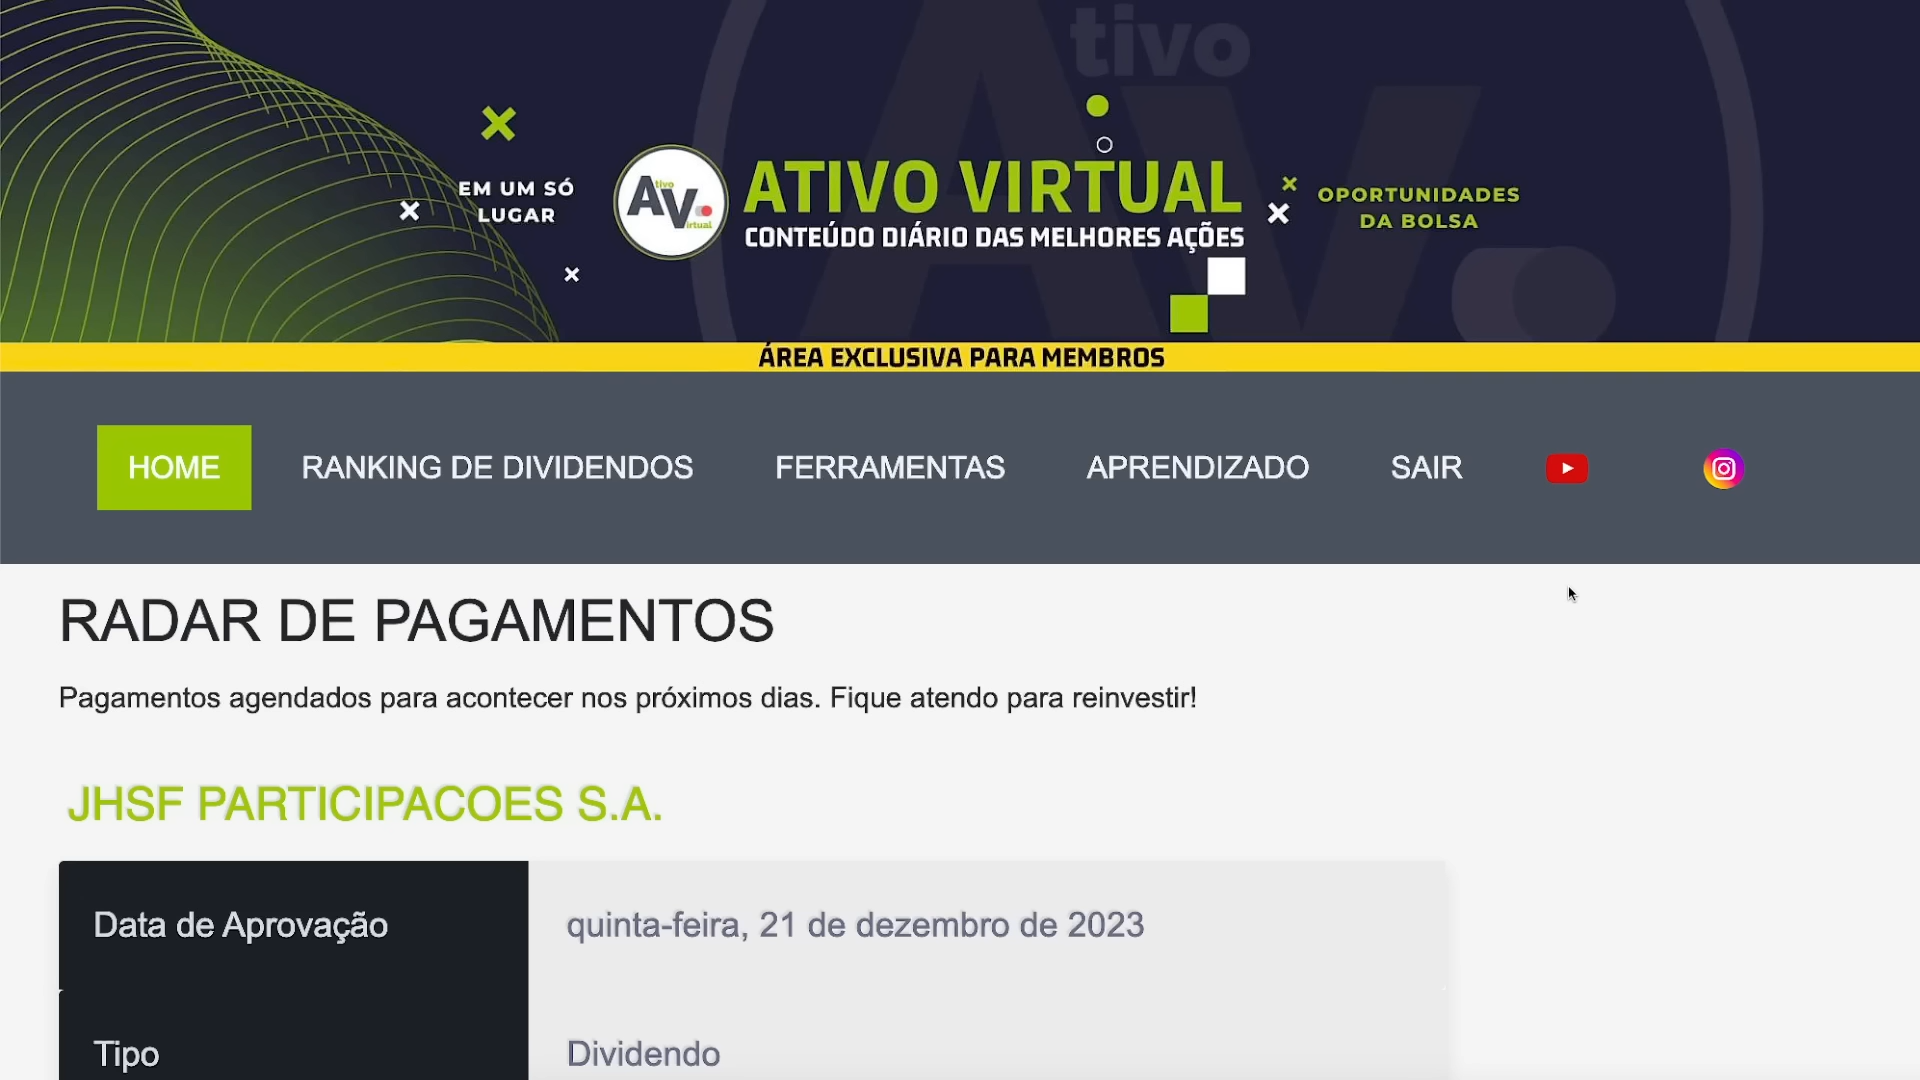 tivo
EM UM SÓ
LUGAR
AV
tivo
irtual
ATIVO VIRTUAL
CONTEÚDO DIÁRIO DAS MELHORES AÇÕES
OPORTUNIDADES
DA BOLSA
ÁREA EXCLUSIVA PARA MEMBROS
HOME RANKING DE DIVIDENDOS FERRAMENTAS APRENDIZADO SAIR
RADAR DE PAGAMENTOS
Pagamentos agendados para acontecer nos próximos dias. Fique atendo para reinvestir!
JHSF PARTICIPACOES S.A.
Data de Aprovação quinta-feira, 21 de dezembro de 2023
Tipo Dividendo